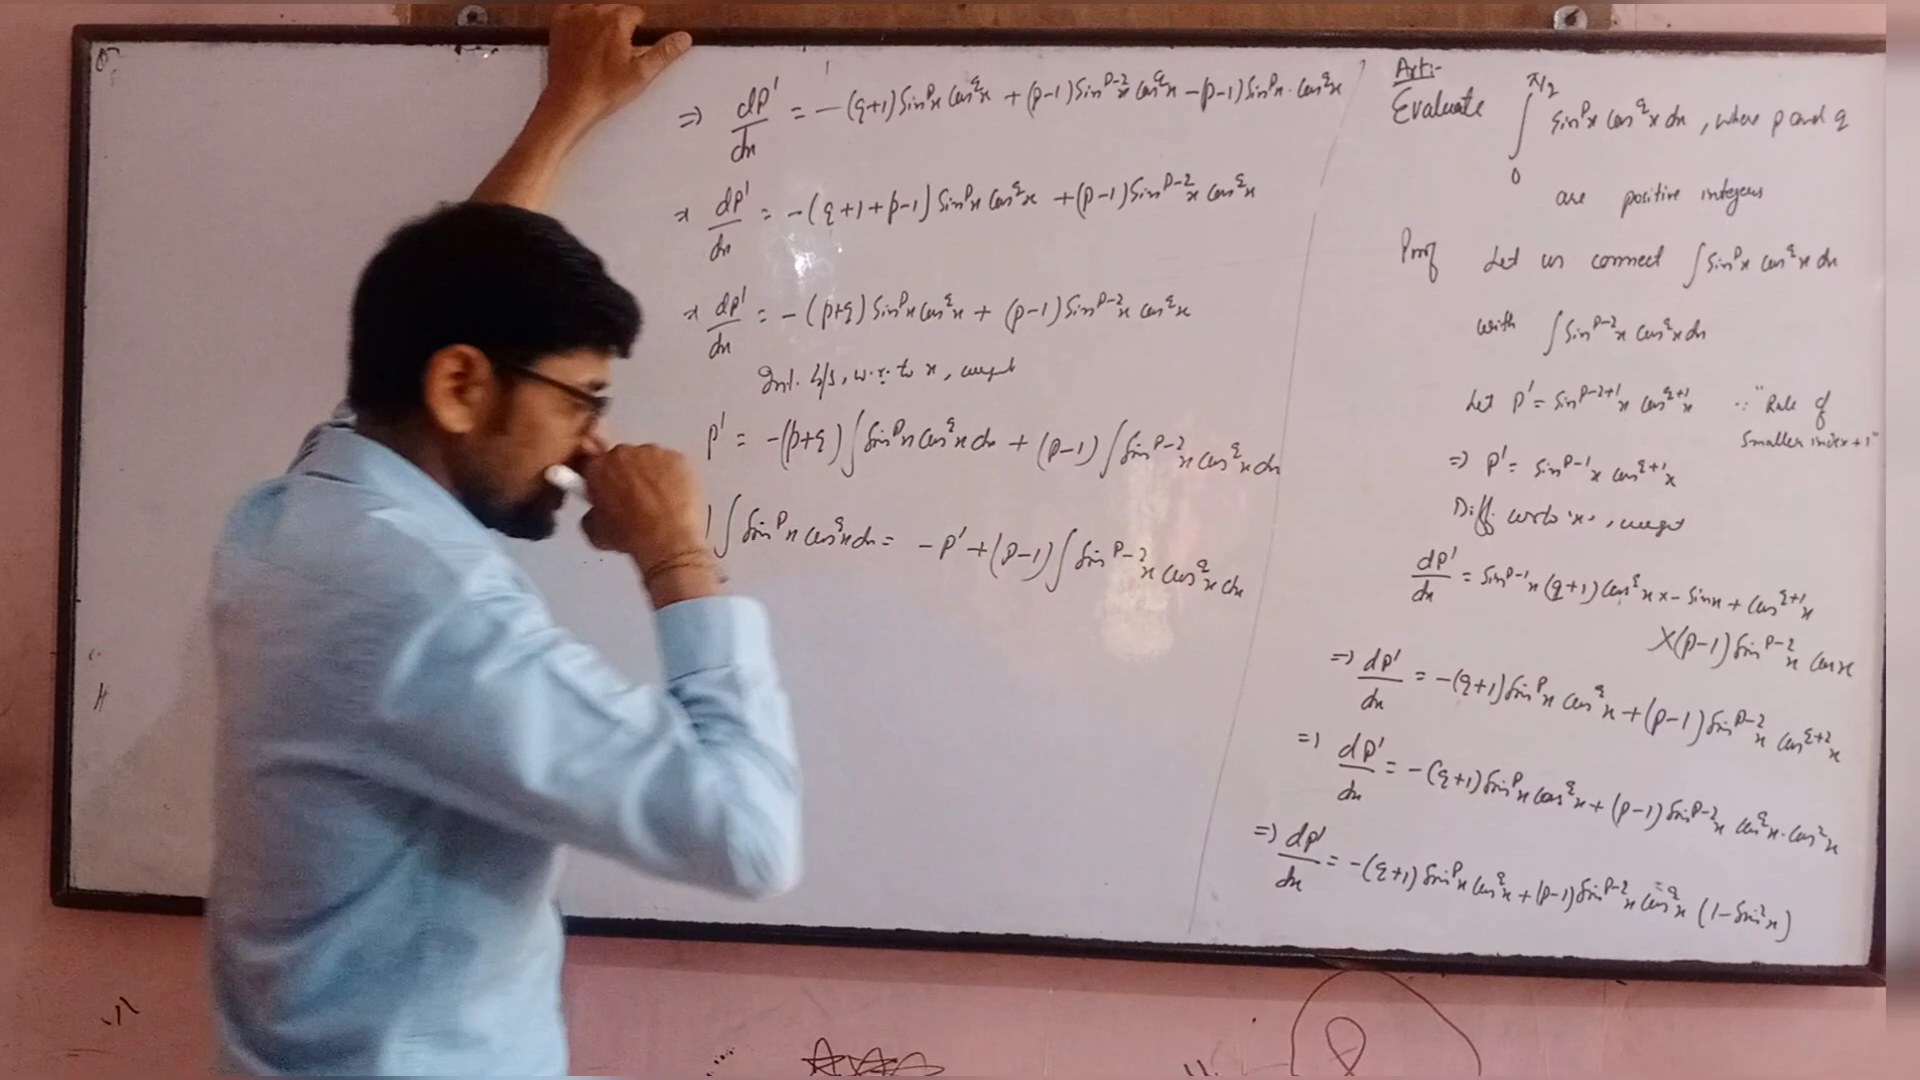 Arti-
Evaluate ∫₀^{π/2} sin^p x cos^q x dx, where p and q
are positive integers
Proof Let us connect ∫ sin^p x cos^q x dx
with ∫ sin^{p-2} x cos^q x dx
Let P' = sin^{p-2+1} x cos^{q+1} x ∵ "Rule of
Smaller index + 1"
=> P' = sin^{p-1} x cos^{q+1} x
Diff w.r.to 'x', we get
dP'/dx = sin^{p-1} x (q+1) cos^q x × - sin x + cos^{q+1} x
×(p-1) sin^{p-2} x cos x
=> dP'/dx = -(q+1) sin^p x cos^q x + (p-1) sin^{p-2} x cos^{q+2} x
=> dP'/dx = -(q+1) sin^p x cos^q x + (p-1) sin^{p-2} x cos^q x · cos² x
=> dP'/dx = -(q+1) sin^p x cos^q x + (p-1) sin^{p-2} x cos^q x (1 - sin² x)
=> dP'/dx = -(q+1) sin^p x cos^q x + (p-1) sin^{p-2} x cos^q x - (p-1) sin^p x · cos^q x
=> dP'/dx = -(q+1+p-1) sin^p x cos^q x + (p-1) sin^{p-2} x cos^q x
=> dP'/dx = -(p+q) sin^p x cos^q x + (p-1) sin^{p-2} x cos^q x
Int. b/s, w.r. to x, we get
P' = -(p+q) ∫ sin^p x cos^q x dx + (p-1) ∫ sin^{p-2} x cos^q x dx
) ∫ sin^p x cos^q x dx = -P' + (p-1) ∫ sin^{p-2} x cos^q x dx